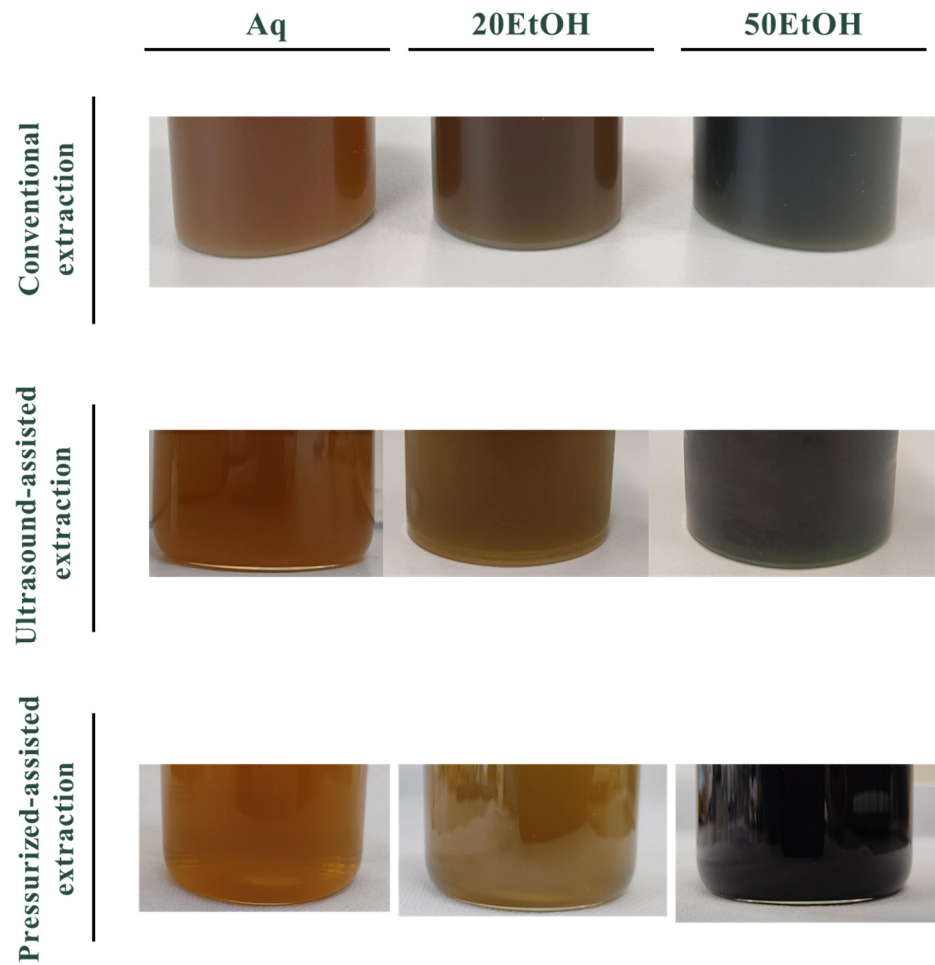 Aq
20EtOH
50EtOH
Conventional
extraction
Ultrasound-assisted
extraction
Pressurized-assisted
extraction